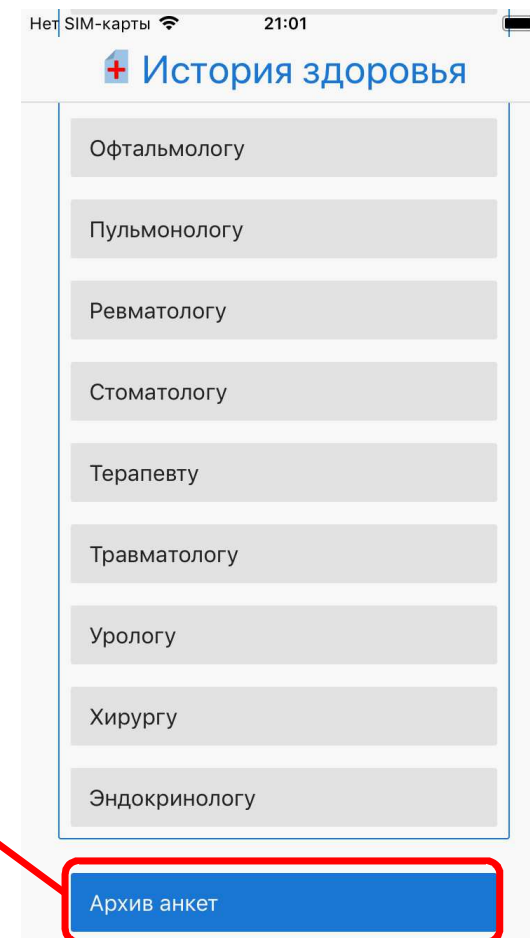 Нет SIM-карты 21:01
История здоровья
Офтальмологу
Пульмонологу
Ревматологу
Стоматологу
Терапевту
Травматологу
Урологу
Хирургу
Эндокринологу
Архив анкет